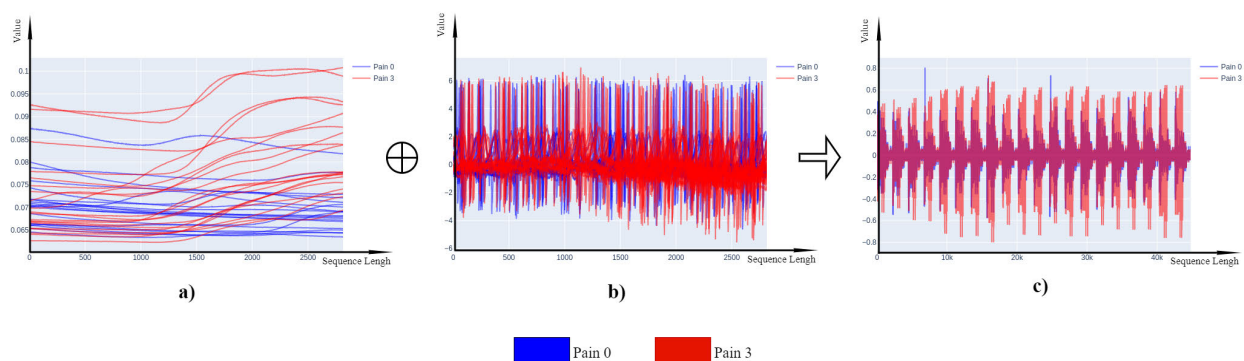 Value
Value
Value
Pain 0
Pain 3
Pain 0
Pain 3
Pain 0
Pain 3
0.1
0.095
0.09
0.085
0.08
0.075
0.07
0.065
6
4
2
0
−2
−4
−6
0.8
0.6
0.4
0.2
0
−0.2
−0.4
−0.6
−0.8
0 500 1000 1500 2000 2500
0 500 1000 1500 2000 2500
0 10k 20k 30k 40k
Sequence Lengh
Sequence Lengh
Sequence Lengh
a) b) c)
Pain 0 Pain 3